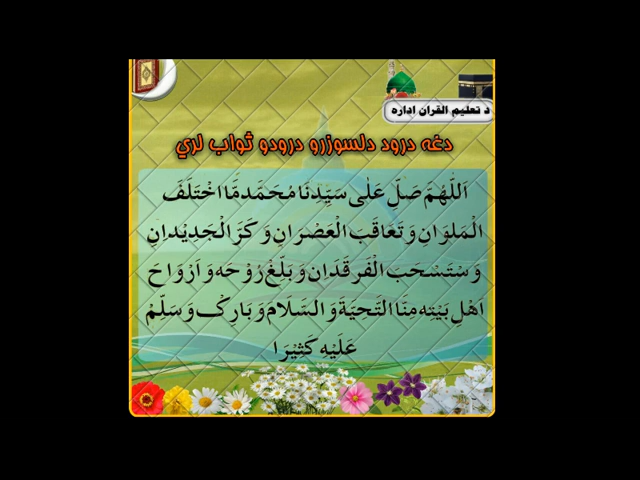 د تعلیم القران اداره
دغه درود دلسوزرو درودو ثواب لري
اَللّٰهُمَّ صَلِّ عَلٰى سَيِّدِنَا مُحَمَّدٍ مَّا اخْتَلَفَ
الْمَلَوَانِ وَتَعَاقَبَ الْعَصْرَانِ وَكَرَّ الْجَدِيْدَانِ
وَسْتَسْحَبَ الْفَرْقَدَانِ وَبَلِّغْ رُوْحَه وَاَرْوَاحَ
اَهْلِ بَيْتِه مِنَّا التَّحِيَةَ وَالسَّلَامَ وَبَارِكْ وَسَلِّمْ
عَلَيْهِ كَثِيْرَا